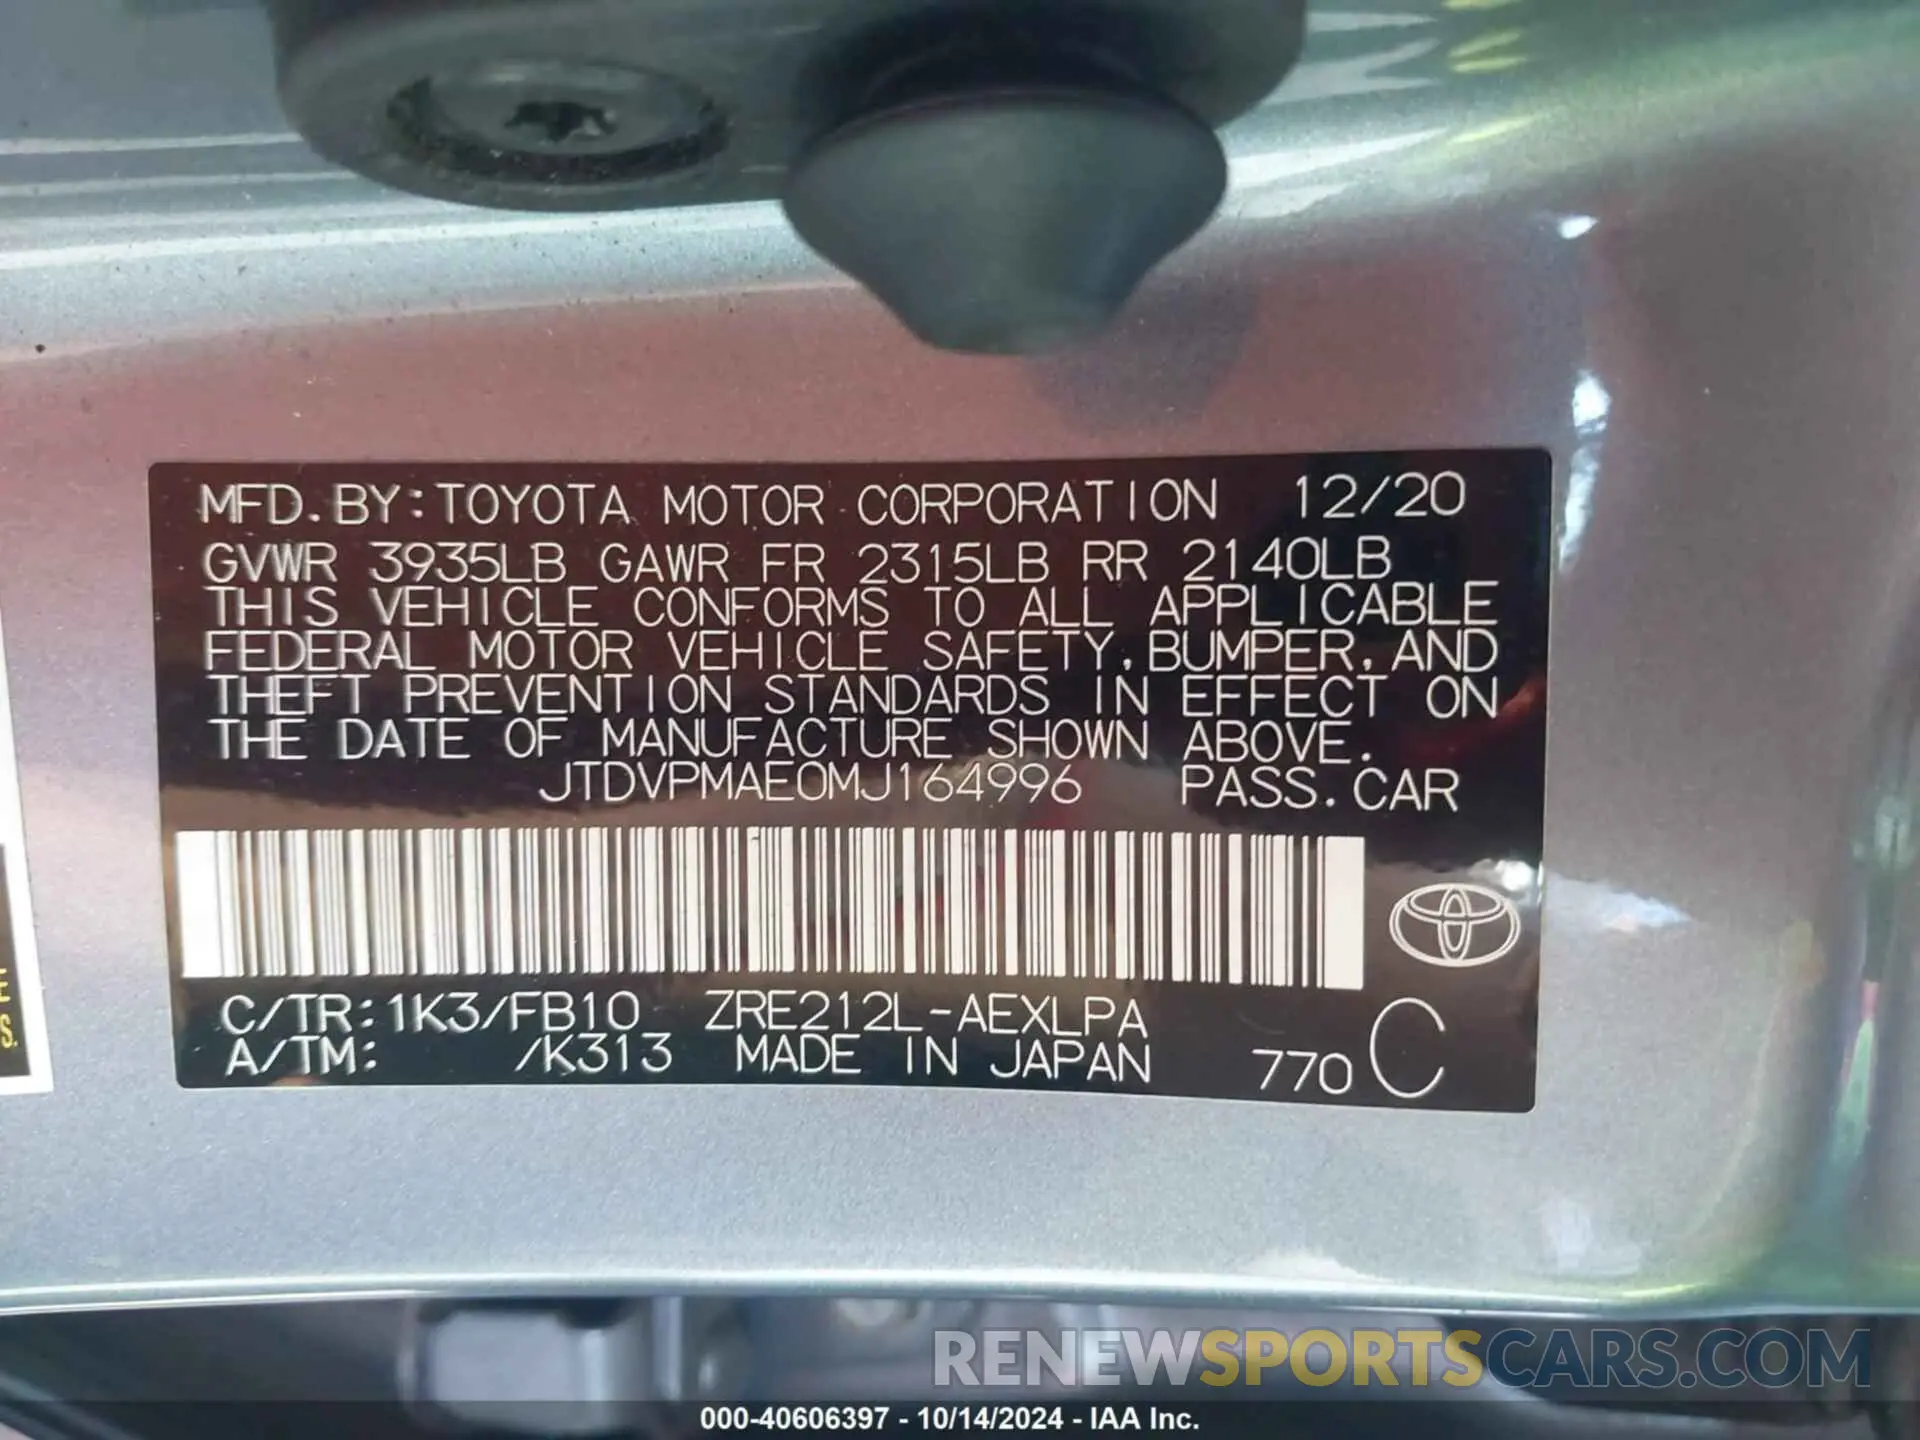 MFD. BY: TOYOTA MOTOR CORPORATION 12/20
GVWR 3935LB GAWR FR 2315LB RR 2140LB
THIS VEHICLE CONFORMS TO ALL APPLICABLE
FEDERAL MOTOR VEHICLE SAFETY, BUMPER, AND
THEFT PREVENTION STANDARDS IN EFFECT ON
THE DATE OF MANUFACTURE SHOWN ABOVE.
JTDVPMAE0MJ164996 PASS. CAR
C/TR: 1K3/FB10 ZRE212L-AEXLPA
A/TM: /K313 MADE IN JAPAN 770 C
RENEWSPORTSCARS.COM
000-40606397 - 10/14/2024 - IAA Inc.